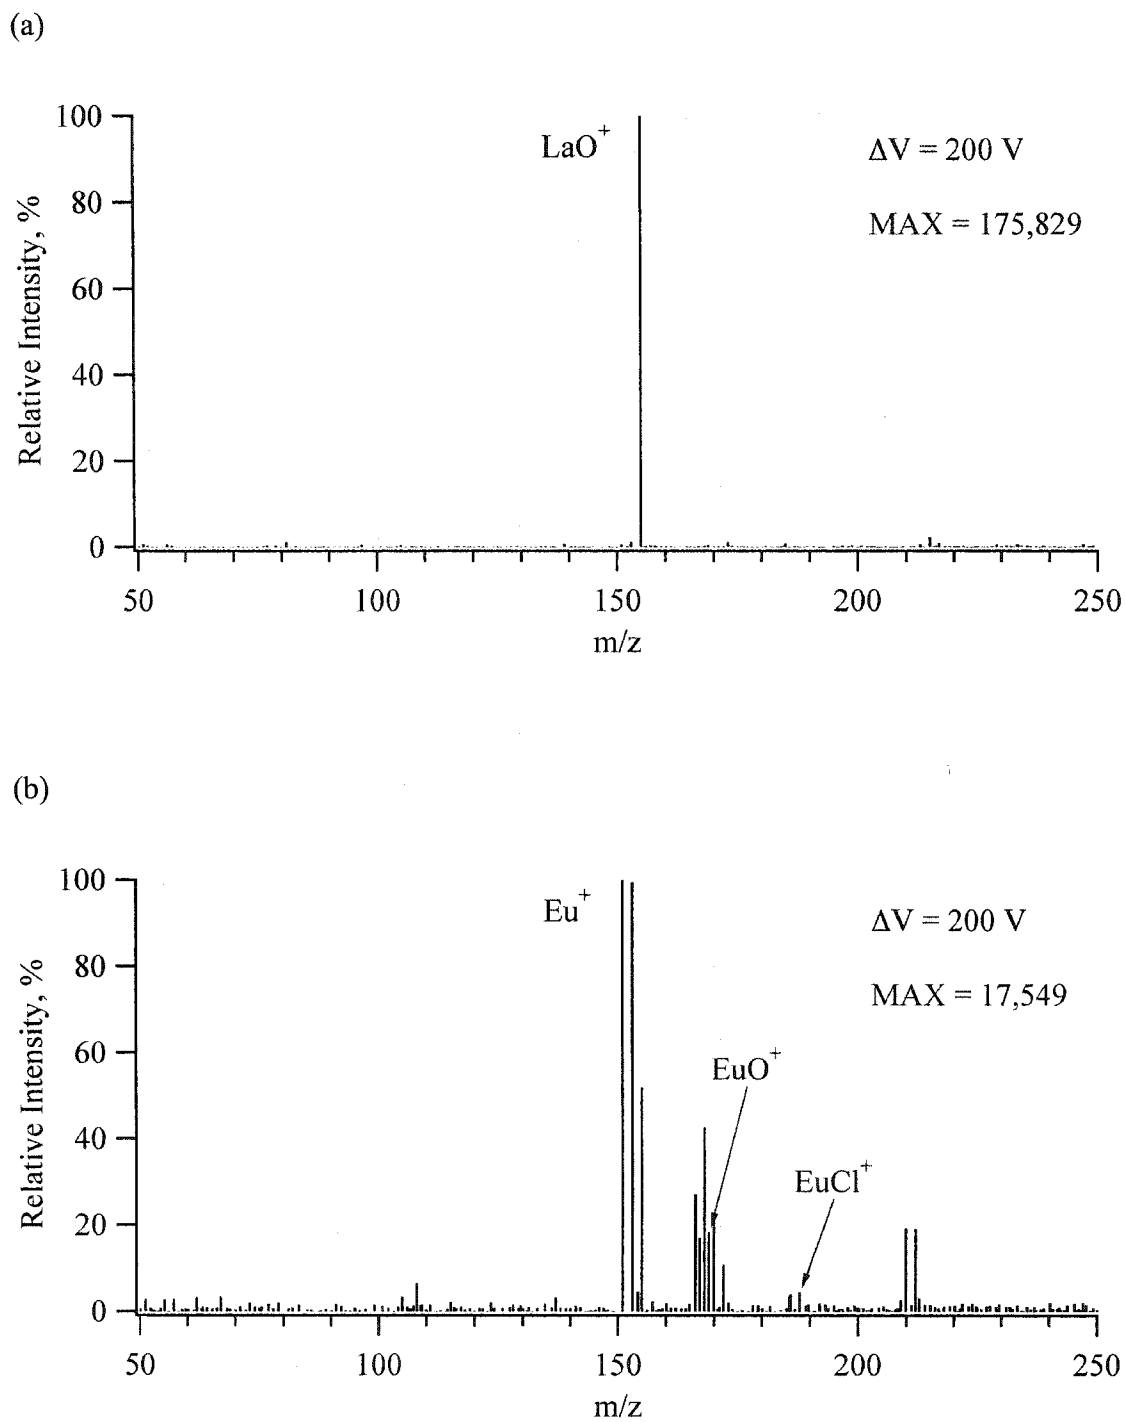 (a)
100
80
60
40
20
0
Relative Intensity, %
LaO+
ΔV = 200 V
MAX = 175,829
50 100 150 200 250
m/z
(b)
100
80
60
40
20
0
Relative Intensity, %
Eu+
ΔV = 200 V
MAX = 17,549
EuO+
EuCl+
50 100 150 200 250
m/z